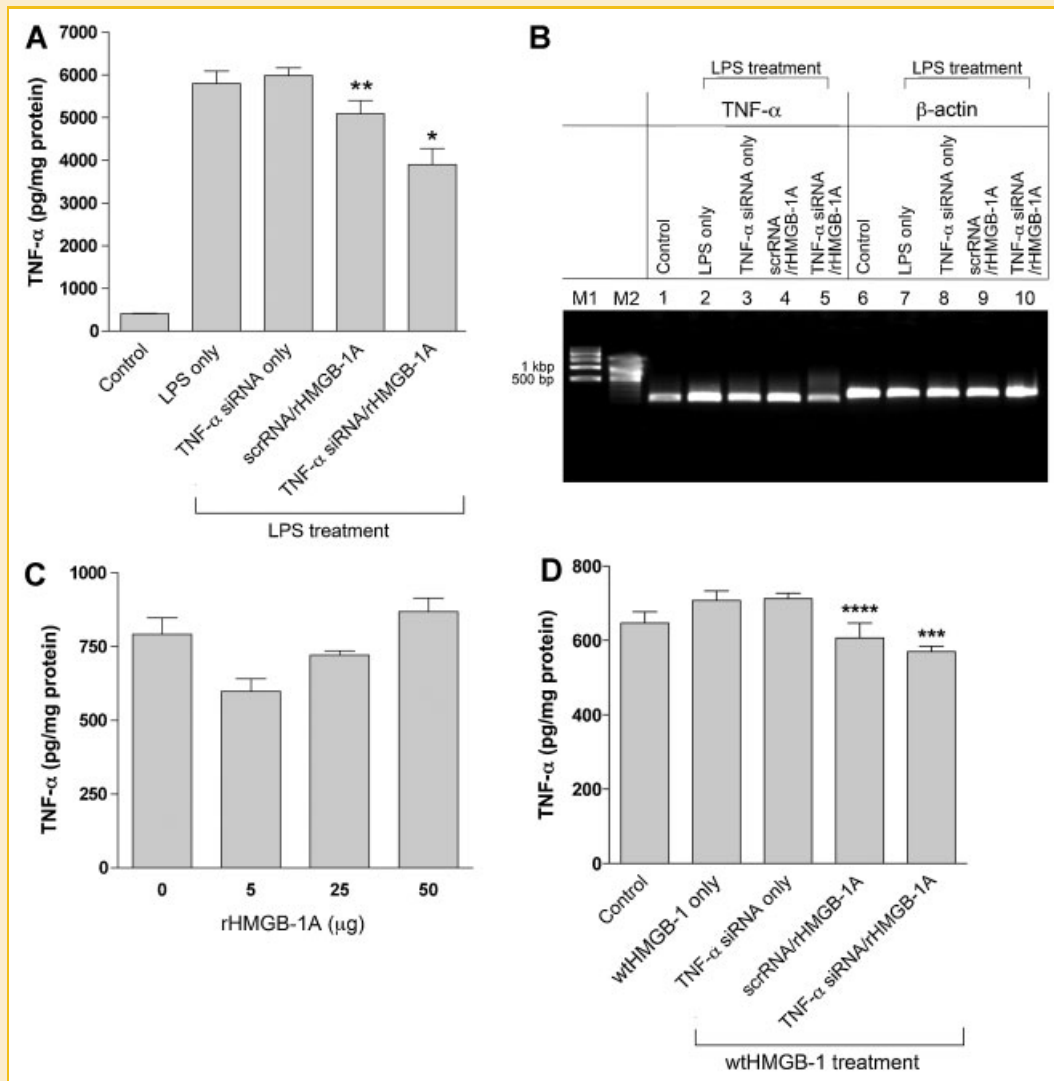 A
TNF-α (pg/mg protein)
7000
6000
5000
4000
3000
2000
1000
0
**
*
Control
LPS only
TNF-α siRNA only
scrRNA/rHMGB-1A
TNF-α siRNA/rHMGB-1A
LPS treatment
B
LPS treatment LPS treatment
TNF-α β-actin
Control
LPS only
TNF-α siRNA only
scrRNA
/rHMGB-1A
TNF-α siRNA
/rHMGB-1A
Control
LPS only
TNF-α siRNA only
scrRNA
/rHMGB-1A
TNF-α siRNA
/rHMGB-1A
M1 M2 1 2 3 4 5 6 7 8 9 10
1 kbp
500 bp
C
TNF-α (pg/mg protein)
1000
750
500
250
0
0 5 25 50
rHMGB-1A (μg)
D
TNF-α (pg/mg protein)
800
600
400
200
0
****
***
Control
wtHMGB-1 only
TNF-α siRNA only
scrRNA/rHMGB-1A
TNF-α siRNA/rHMGB-1A
wtHMGB-1 treatment